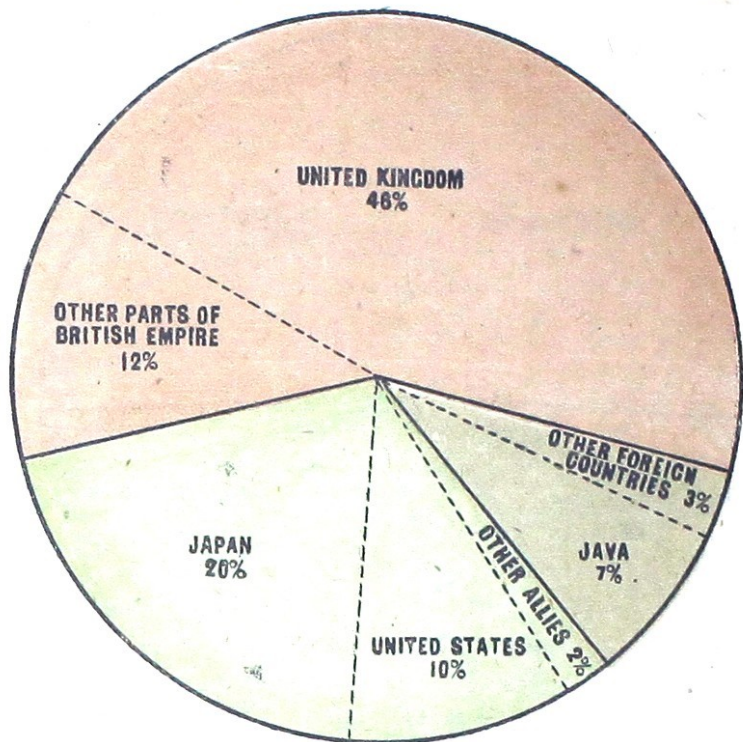 UNITED KINGDOM
46%
OTHER PARTS OF
BRITISH EMPIRE
12%
OTHER FOREIGN
COUNTRIES 3%
JAPAN
20%
JAVA
7%
OTHER ALLIES 2%
UNITED STATES
10%